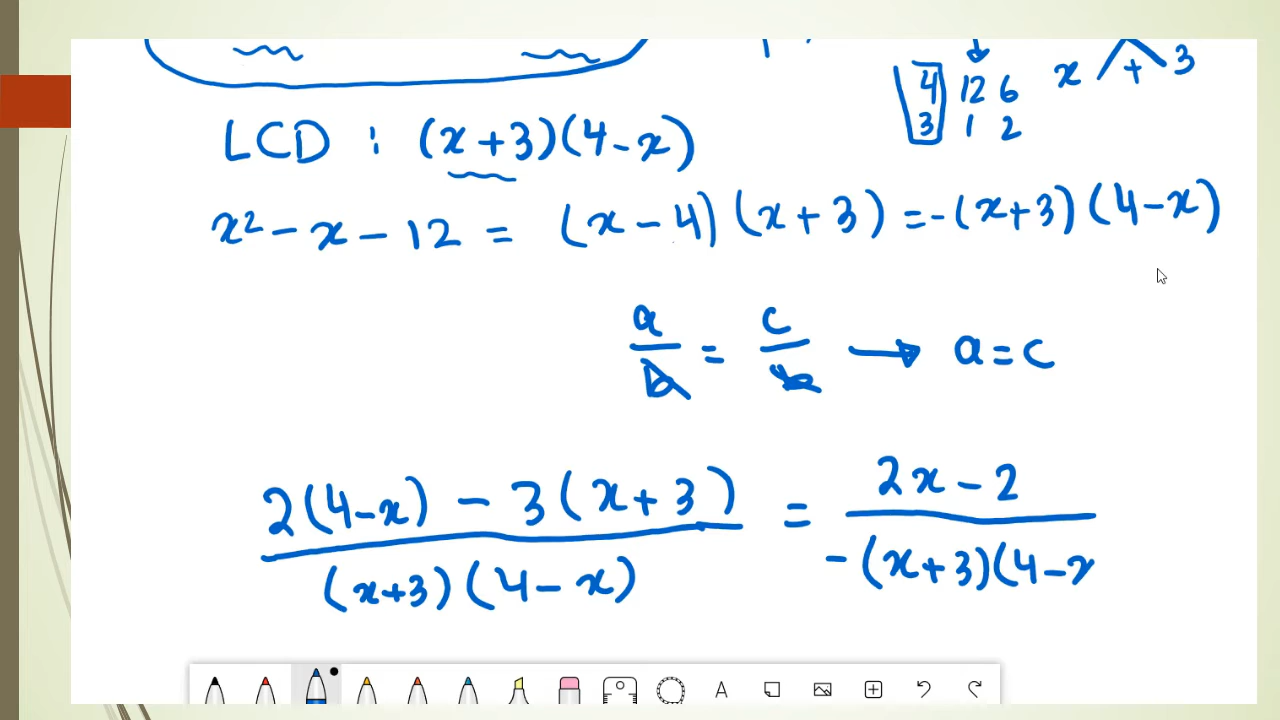 4 12 6 x + 3
3 1 2
LCD : (x+3)(4-x)
x² - x - 12 = (x - 4)(x + 3) = -(x+3)(4-x)
a/b = c/b → a = c
2(4-x) - 3(x+3) = 2x - 2
(x+3)(4-x) -(x+3)(4-x
A